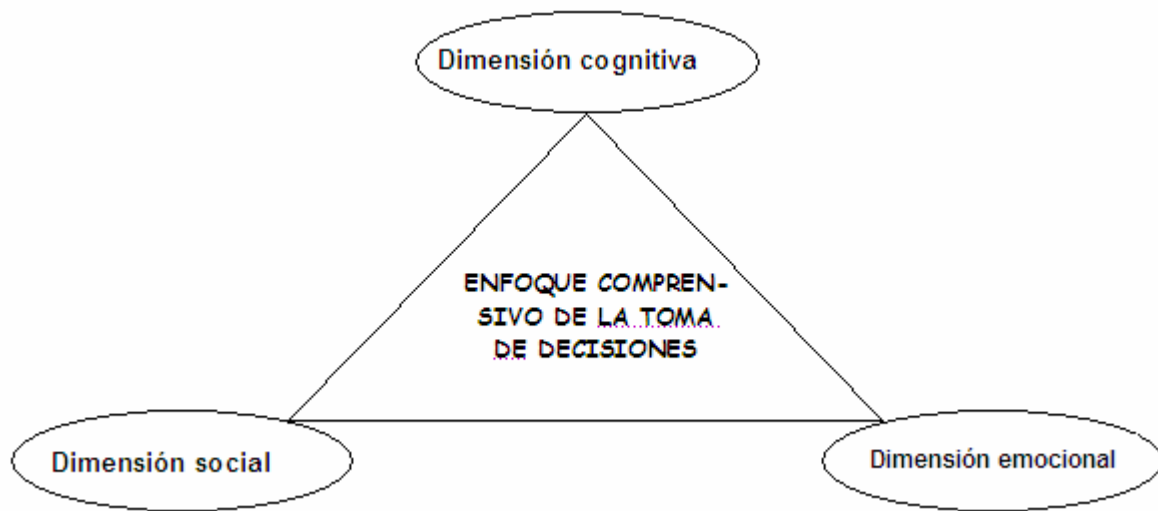 Dimensión cognitiva
ENFOQUE COMPREN-
SIVO DE LA TOMA
DE DECISIONES
Dimensión social
Dimensión emocional